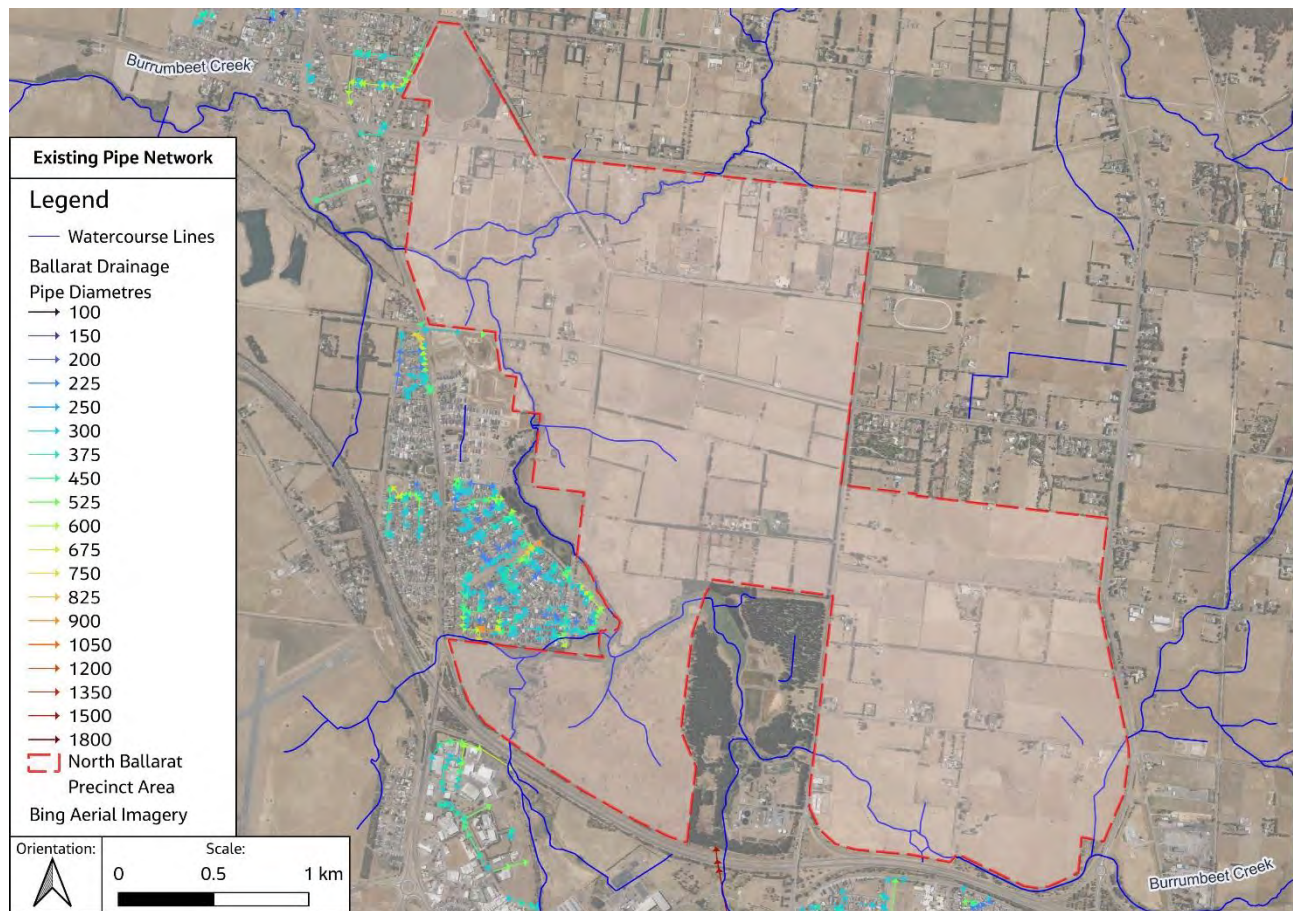 Burrumbeet Creek
Existing Pipe Network
Legend
Watercourse Lines
Ballarat Drainage
Pipe Diametres
100
150
200
225
250
300
375
450
525
600
675
750
825
900
1050
1200
1350
1500
1800
North Ballarat
Precinct Area
Bing Aerial Imagery
Orientation:
Scale:
0 0.5 1 km
Burrumbeet Creek